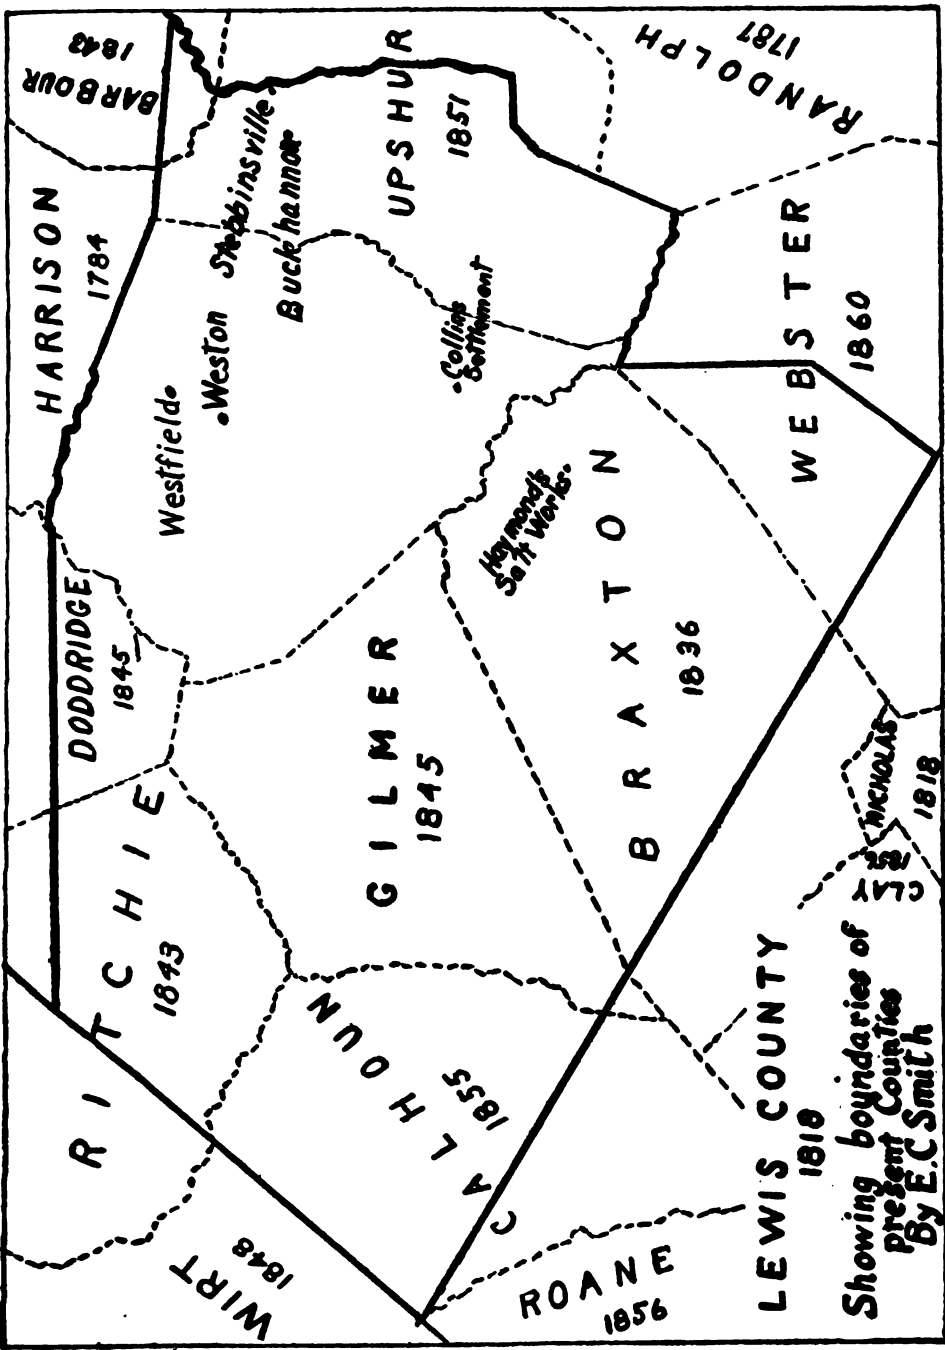 HARRISON
1784
BARBOUR
1843
RANDOLPH
1787
UPSHUR
1851
Stebbinsville
Buckhannon
Westfield
Weston
Collins
Settlement
DODDRIDGE
1845
WEBSTER
1860
Haymond's
Salt Works
RITCHIE
1843
GILMER
1845
BRAXTON
1836
CALHOUN
1855
WIRT
1848
ROANE
1856
NICHOLAS
1818
CLAY
1856
LEWIS COUNTY
1818
Showing boundaries of
present Counties
By E.C Smith